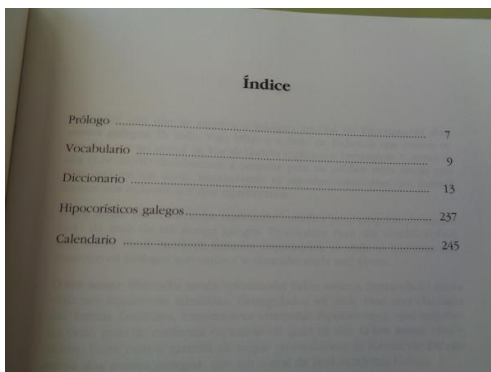 Índice
Prólogo ........................ 7
Vocabulario ........................ 9
Diccionario ........................ 13
Hipocorísticos galegos ........................ 237
Calendario ........................ 245